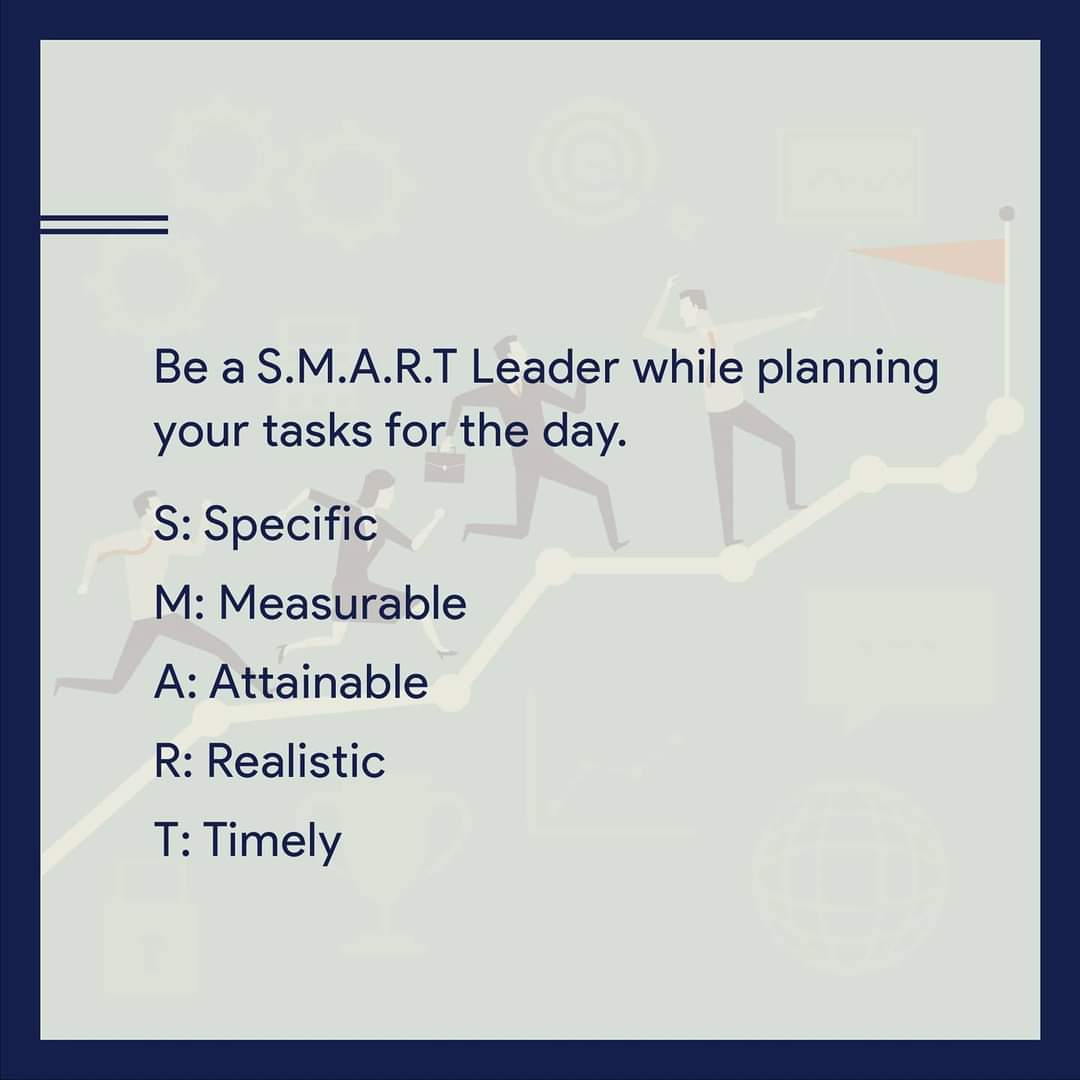 Be a S.M.A.R.T Leader while planning
your tasks for the day.
S: Specific
M: Measurable
A: Attainable
R: Realistic
T: Timely